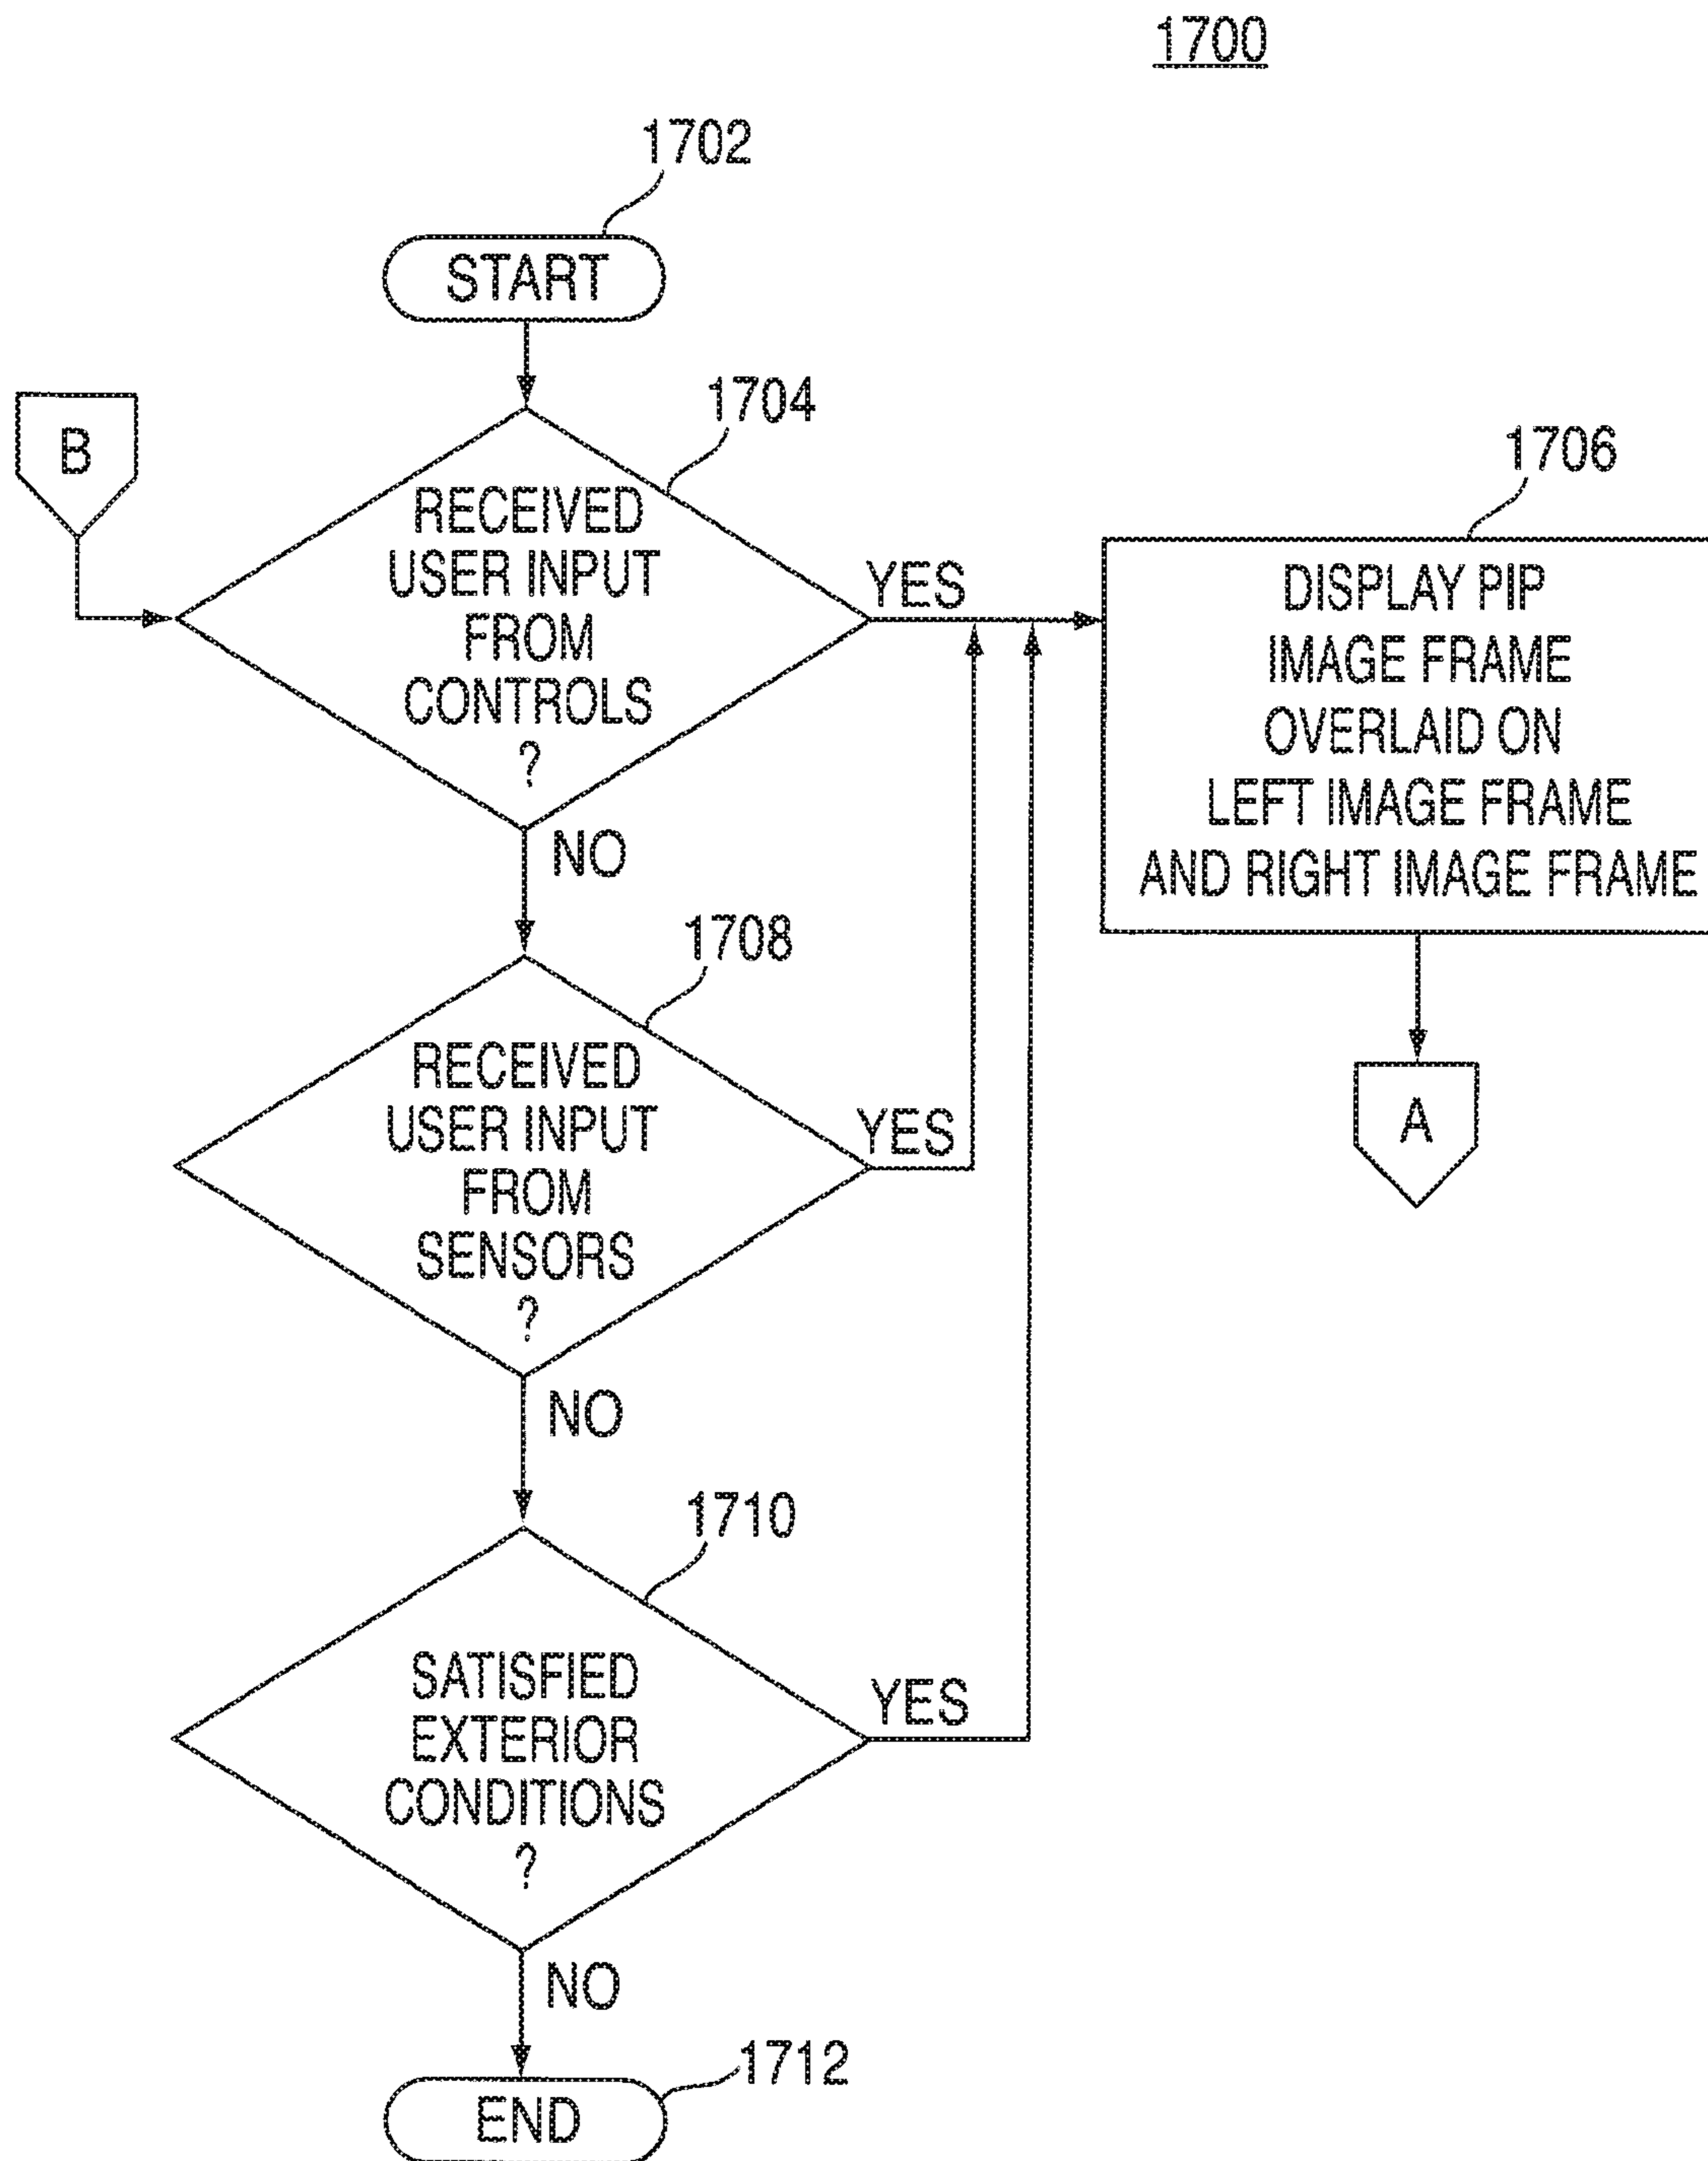 1700
1702
START
B
1704
RECEIVED
USER INPUT
FROM
CONTROLS
?
YES
1706
DISPLAY PIP
IMAGE FRAME
OVERLAID ON
LEFT IMAGE FRAME
AND RIGHT IMAGE FRAME
A
NO
1708
RECEIVED
USER INPUT
FROM
SENSORS
?
YES
NO
1710
SATISFIED
EXTERIOR
CONDITIONS
?
YES
NO
1712
END